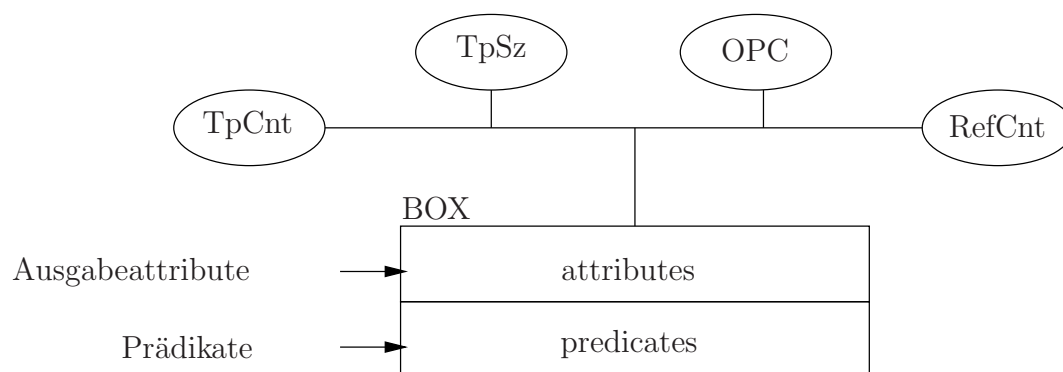 TpSz
OPC
TpCnt
RefCnt
BOX
Ausgabeattribute
attributes
Prädikate
predicates